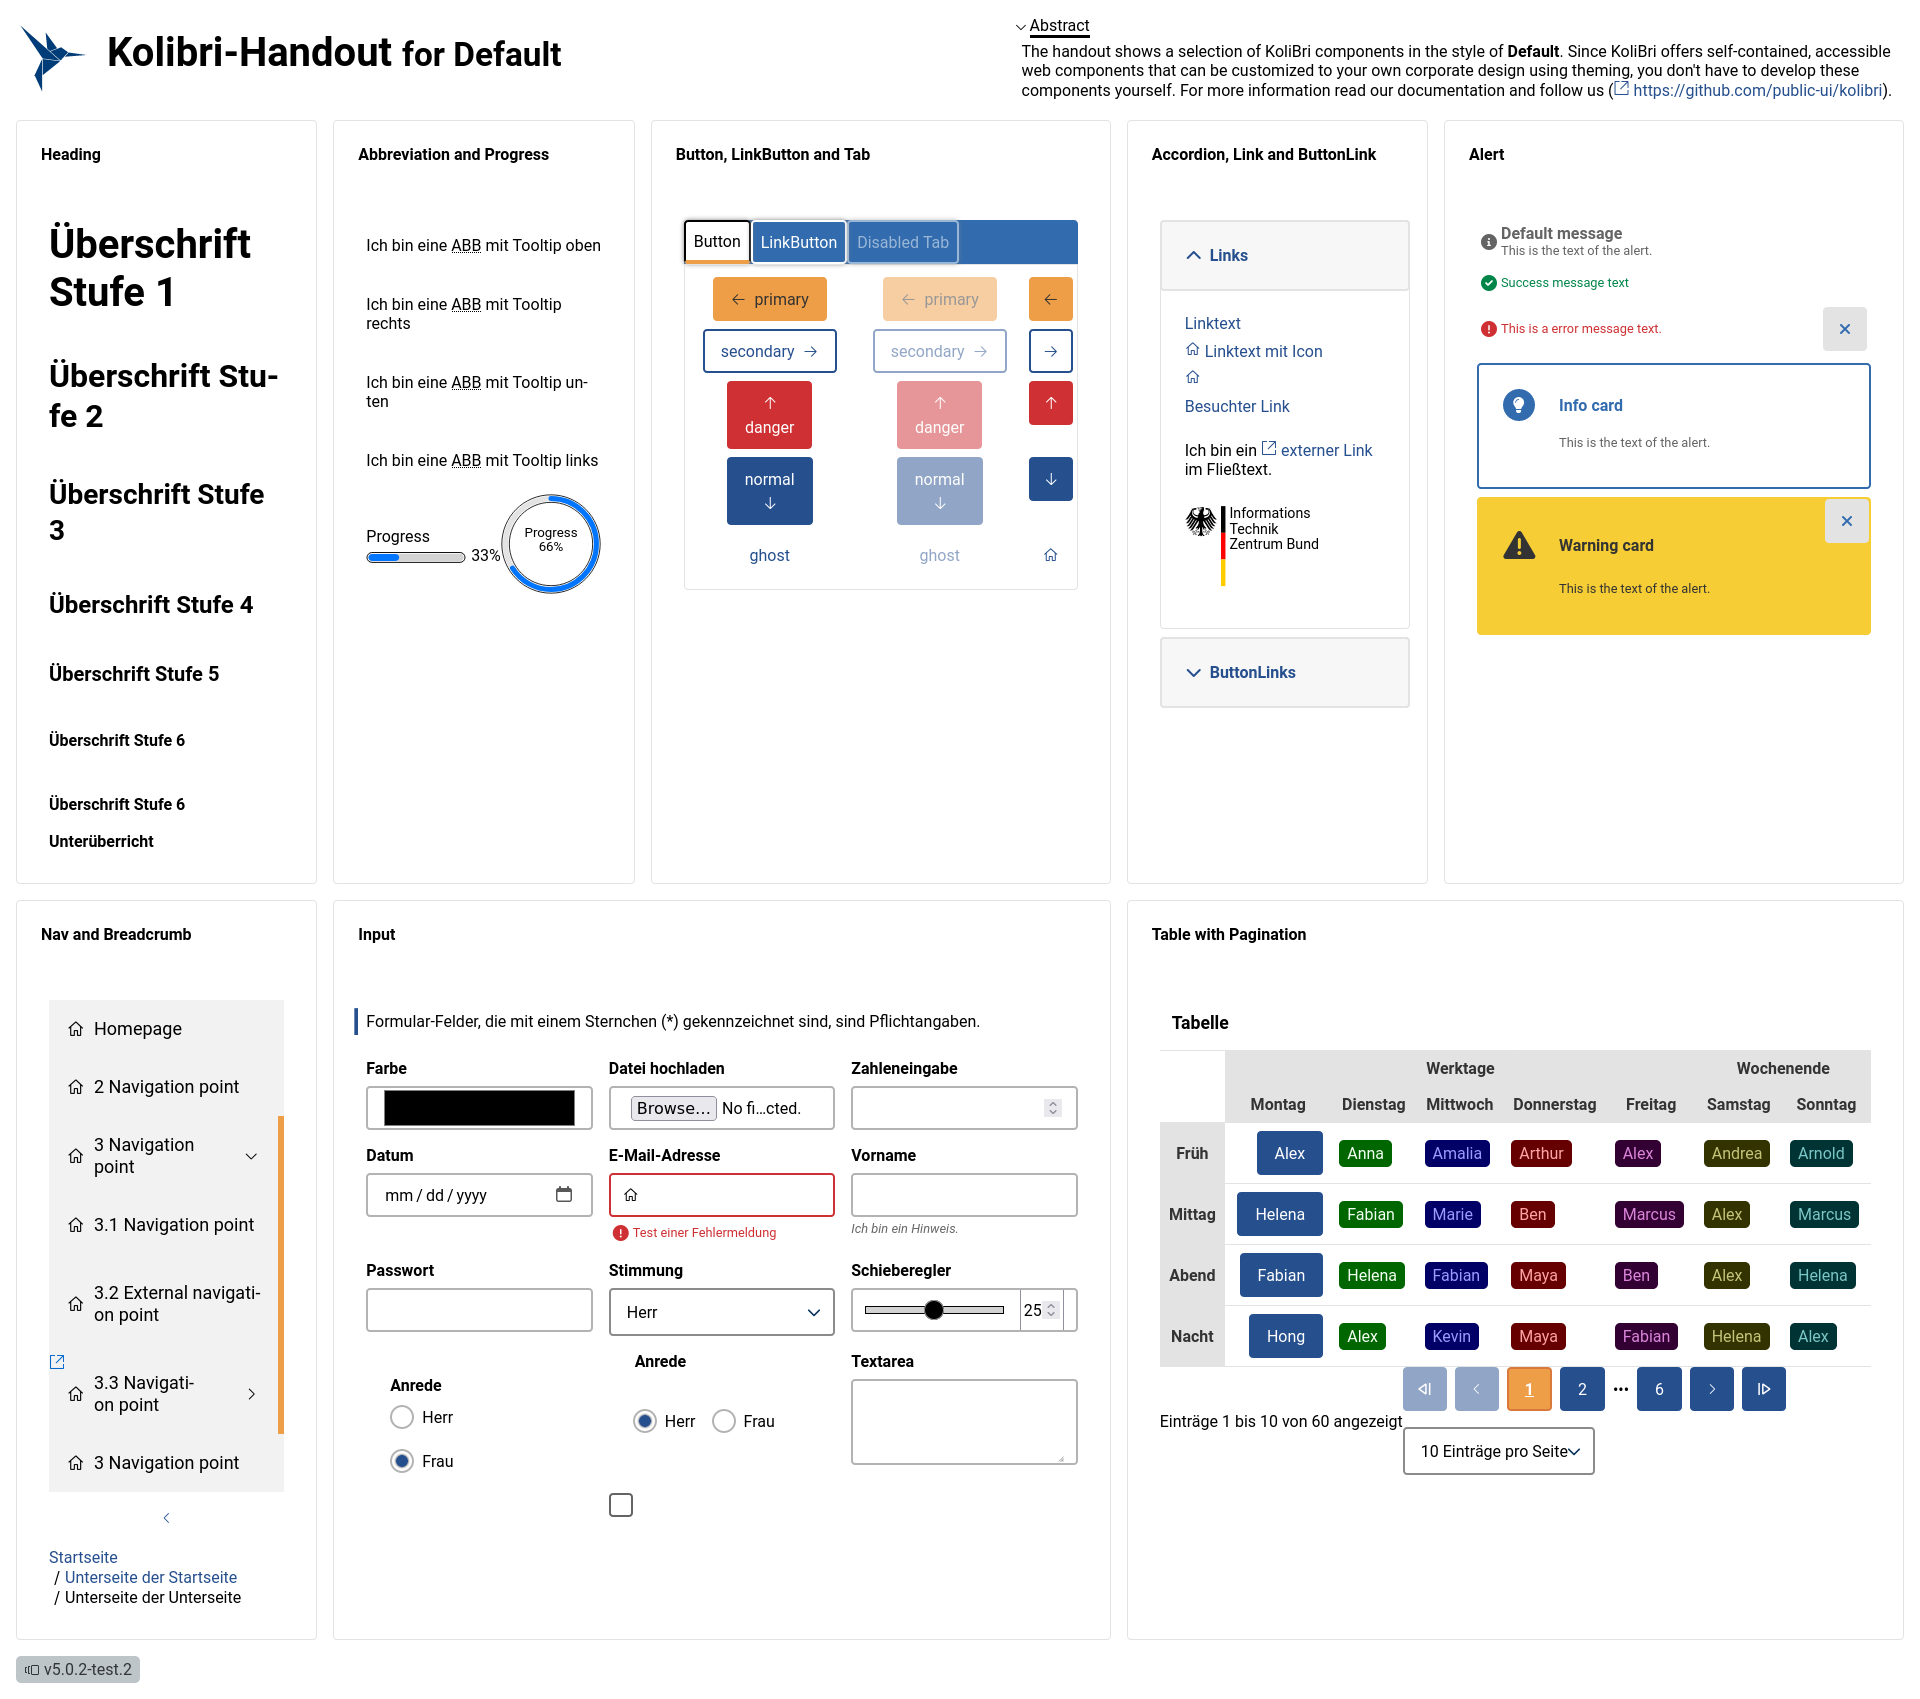 Kolibri-Handout for Default
Abstract
The handout shows a selection of KoliBri components in the style of Default. Since KoliBri offers self-contained, accessible
web components that can be customized to your own corporate design using theming, you don't have to develop these
components yourself. For more information read our documentation and follow us (https://github.com/public-ui/kolibri).
Heading
Überschrift
Stufe 1
Überschrift Stu-
fe 2
Überschrift Stufe
3
Überschrift Stufe 4
Überschrift Stufe 5
Überschrift Stufe 6
Überschrift Stufe 6
Unterüberricht
Abbreviation and Progress
Ich bin eine ABB mit Tooltip oben
Ich bin eine ABB mit Tooltip
rechts
Ich bin eine ABB mit Tooltip un-
ten
Ich bin eine ABB mit Tooltip links
Progress
33%
Progress
66%
Button, LinkButton and Tab
Button LinkButton Disabled Tab
primary primary
secondary secondary
danger danger
normal normal
ghost ghost
Accordion, Link and ButtonLink
Links
Linktext
Linktext mit Icon
Besuchter Link
Ich bin ein externer Link
im Fließtext.
Informations
Technik
Zentrum Bund
ButtonLinks
Alert
Default message
This is the text of the alert.
Success message text
This is a error message text.
Info card
This is the text of the alert.
Warning card
This is the text of the alert.
Nav and Breadcrumb
Homepage
2 Navigation point
3 Navigation
point
3.1 Navigation point
3.2 External navigati-
on point
3.3 Navigati-
on point
3 Navigation point
Startseite
/ Unterseite der Startseite
/ Unterseite der Unterseite
Input
Formular-Felder, die mit einem Sternchen (*) gekennzeichnet sind, sind Pflichtangaben.
Farbe Datei hochladen Zahleneingabe
Browse... No fi...cted.
Datum E-Mail-Adresse Vorname
mm / dd / yyyy
Test einer Fehlermeldung Ich bin ein Hinweis.
Passwort Stimmung Schieberegler
Herr 25
Anrede Anrede Textarea
Herr
Frau
Herr Frau
Table with Pagination
Tabelle
Werktage Wochenende
Montag Dienstag Mittwoch Donnerstag Freitag Samstag Sonntag
Früh Alex Anna Amalia Arthur Alex Andrea Arnold
Mittag Helena Fabian Marie Ben Marcus Alex Marcus
Abend Fabian Helena Fabian Maya Ben Alex Helena
Nacht Hong Alex Kevin Maya Fabian Helena Alex
1 2 ••• 6
Einträge 1 bis 10 von 60 angezeigt
10 Einträge pro Seite
v5.0.2-test.2